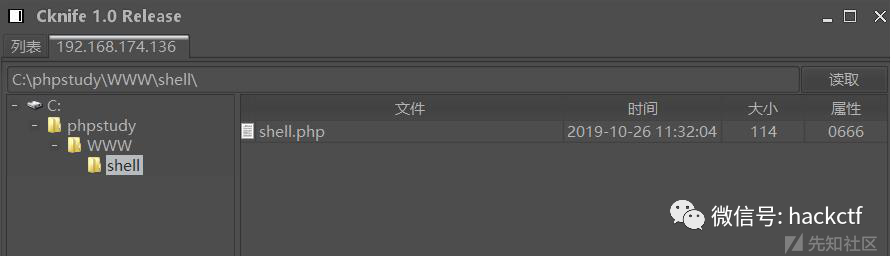 Cknife 1.0 Release
列表 192.168.174.136
C:\phpstudy\WWW\shell\ 读取
C:
phpstudy
WWW
shell
文件 时间 大小 属性
shell.php 2019-10-26 11:32:04 114 0666
微信号: hackctf
先知社区